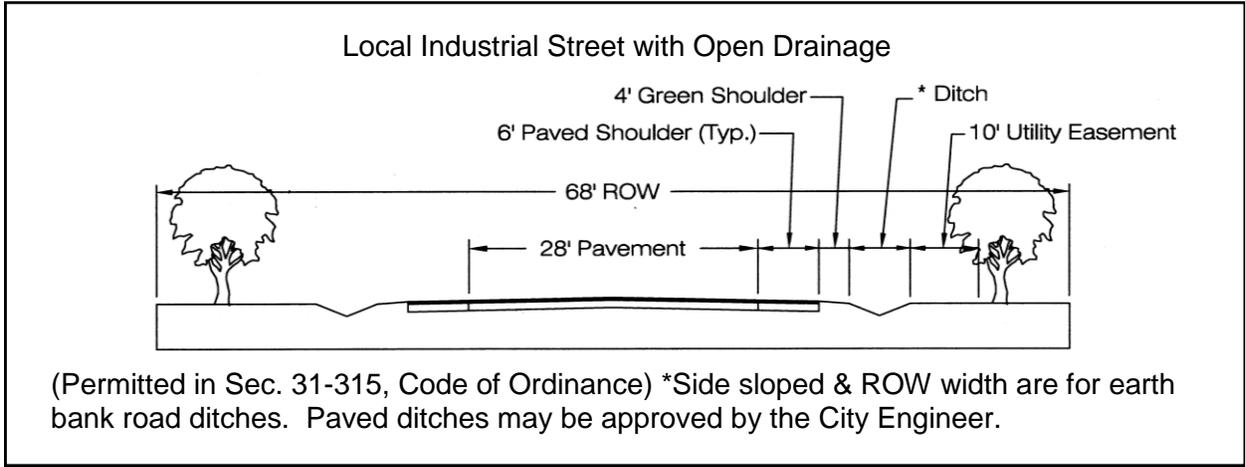 Local Industrial Street with Open Drainage
4' Green Shoulder
* Ditch
6' Paved Shoulder (Typ.)
10' Utility Easement
68' ROW
28' Pavement
(Permitted in Sec. 31-315, Code of Ordinance) *Side sloped & ROW width are for earth
bank road ditches. Paved ditches may be approved by the City Engineer.